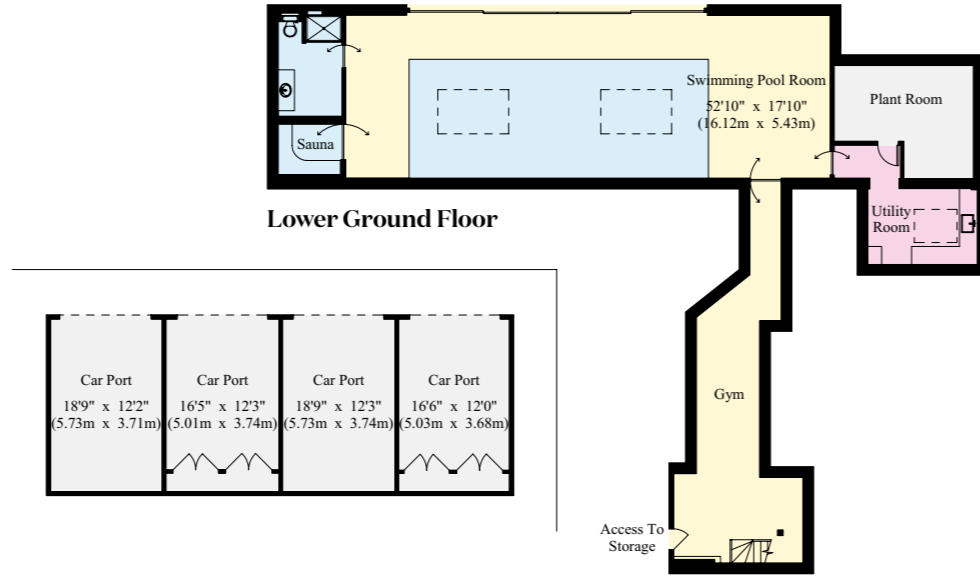 Swimming Pool Room
52'10" x 17'10"
(16.12m x 5.43m)
Plant Room
Sauna
Utility
Room
Lower Ground Floor
Car Port
18'9" x 12'2"
(5.73m x 3.71m)
Car Port
16'5" x 12'3"
(5.01m x 3.74m)
Car Port
18'9" x 12'3"
(5.73m x 3.74m)
Car Port
16'6" x 12'0"
(5.03m x 3.68m)
Gym
Access To
Storage